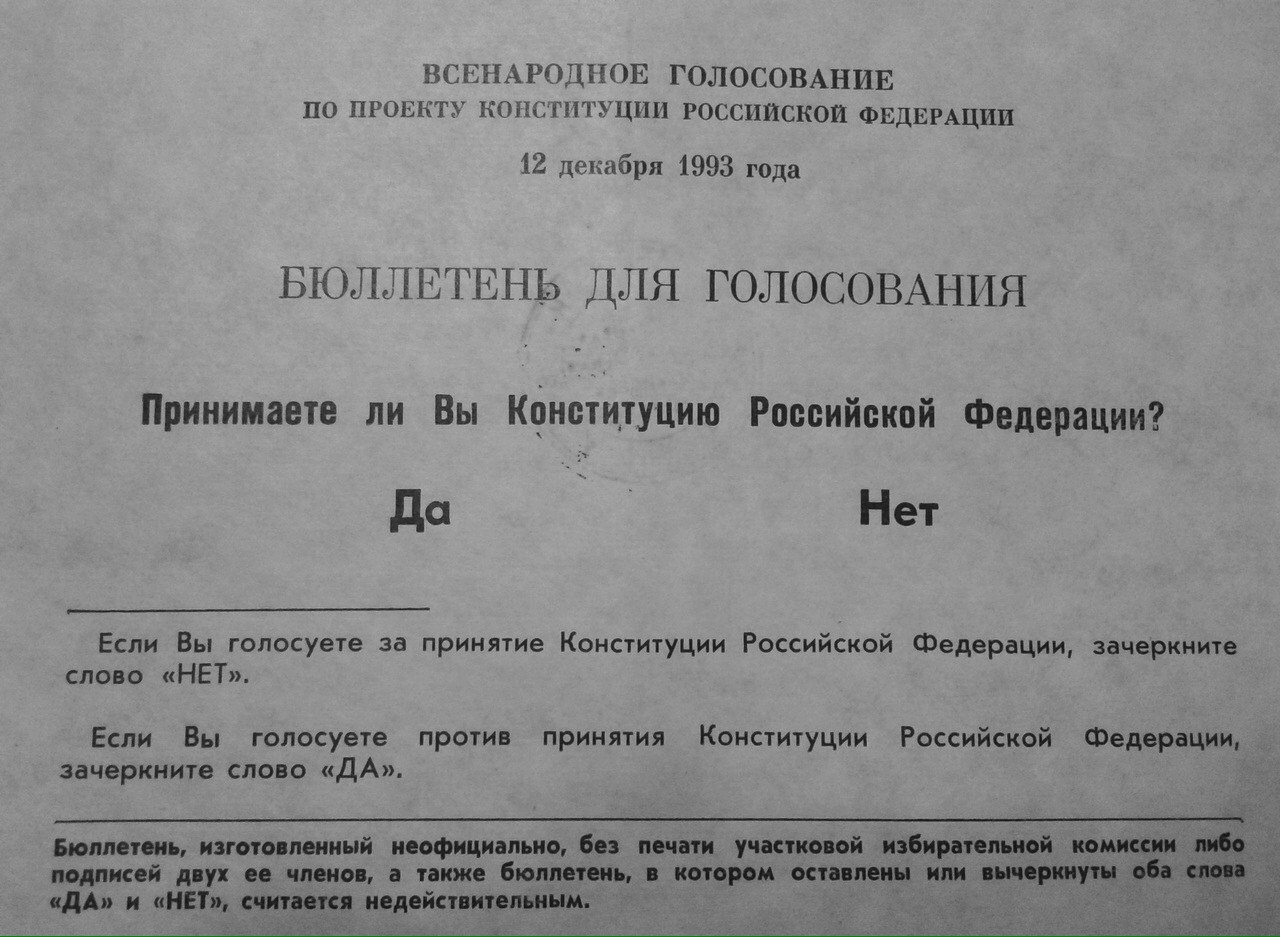 ВСЕНАРОДНОЕ ГОЛОСОВАНИЕ
ПО ПРОЕКТУ КОНСТИТУЦИИ РОССИЙСКОЙ ФЕДЕРАЦИИ
12 декабря 1993 года
БЮЛЛЕТЕНЬ ДЛЯ ГОЛОСОВАНИЯ
Принимаете ли Вы Конституцию Российской Федерации?
Да Нет
Если Вы голосуете за принятие Конституции Российской Федерации, зачеркните
слово «НЕТ».
Если Вы голосуете против принятия Конституции Российской Федерации,
зачеркните слово «ДА».
Бюллетень, изготовленный неофициально, без печати участковой избирательной комиссии либо
подписей двух ее членов, а также бюллетень, в котором оставлены или вычеркнуты оба слова
«ДА» и «НЕТ», считается недействительным.